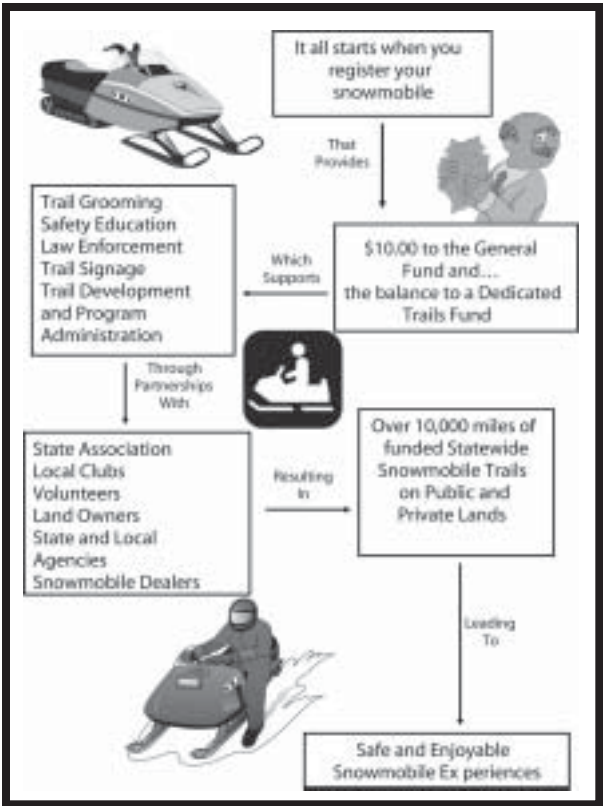 It all starts when you
register your
snowmobile
That
Provides
$10.00 to the General
Fund and...
the balance to a Dedicated
Trails Fund
Which
Supports
Trail Grooming
Safety Education
Law Enforcement
Trail Signage
Trail Development
and Program
Administration
Through
Partnerships
With
State Association
Local Clubs
Volunteers
Land Owners
State and Local
Agencies
Snowmobile Dealers
Resulting
In
Over 10,000 miles of
funded Statewide
Snowmobile Trails
on Public and
Private Lands
Leading
To
Safe and Enjoyable
Snowmobile Ex periences